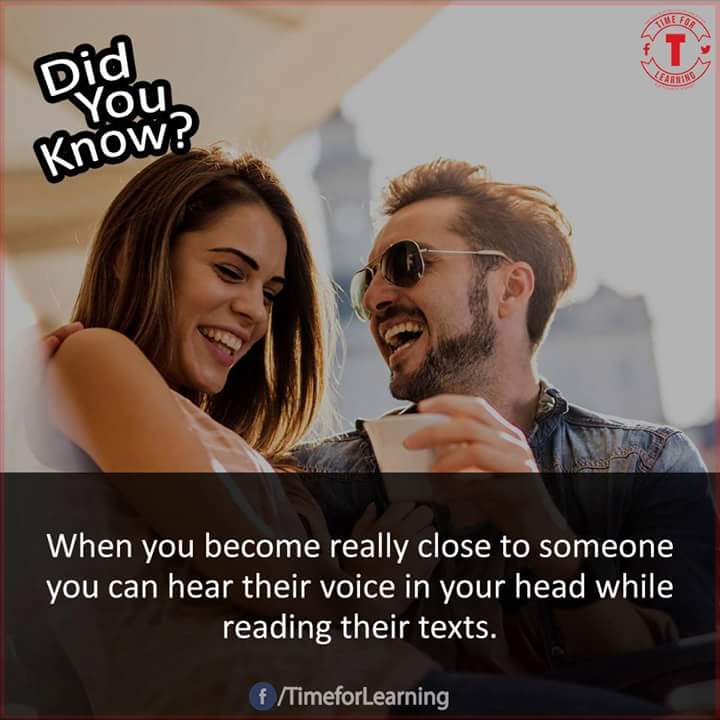 Did
You
Know?
TIME FOR
T
LEARNING
When you become really close to someone
you can hear their voice in your head while
reading their texts.
f /TimeforLearning